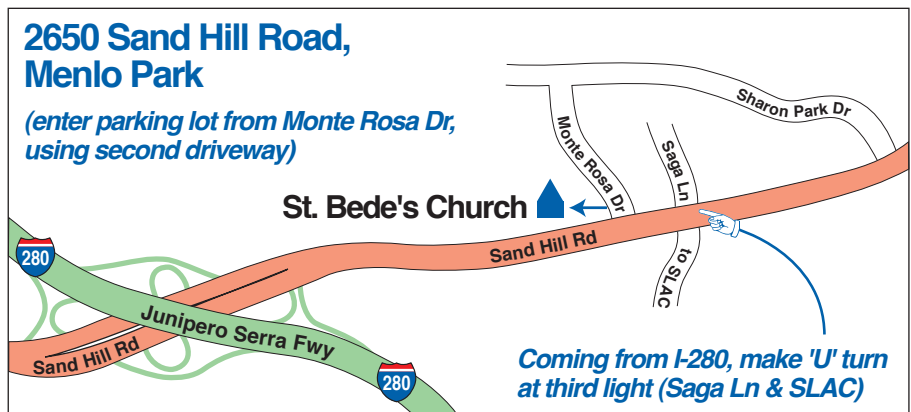 2650 Sand Hill Road,
Menlo Park
(enter parking lot from Monte Rosa Dr,
using second driveway)
Sharon Park Dr
Monte Rosa Dr
Saga Ln
St. Bede's Church
Sand Hill Rd
to SLAC
280
Junipero Serra Fwy
Sand Hill Rd
280
Coming from I-280, make 'U' turn
at third light (Saga Ln & SLAC)